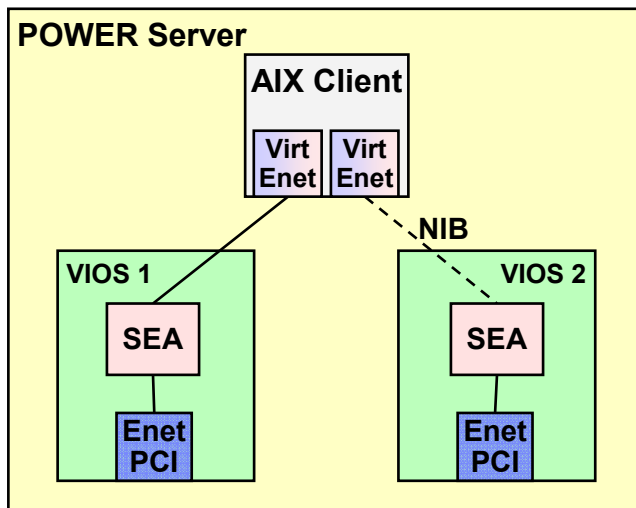 POWER Server
AIX Client
Virt
Enet
Virt
Enet
NIB
VIOS 1
VIOS 2
SEA
SEA
Enet
PCI
Enet
PCI